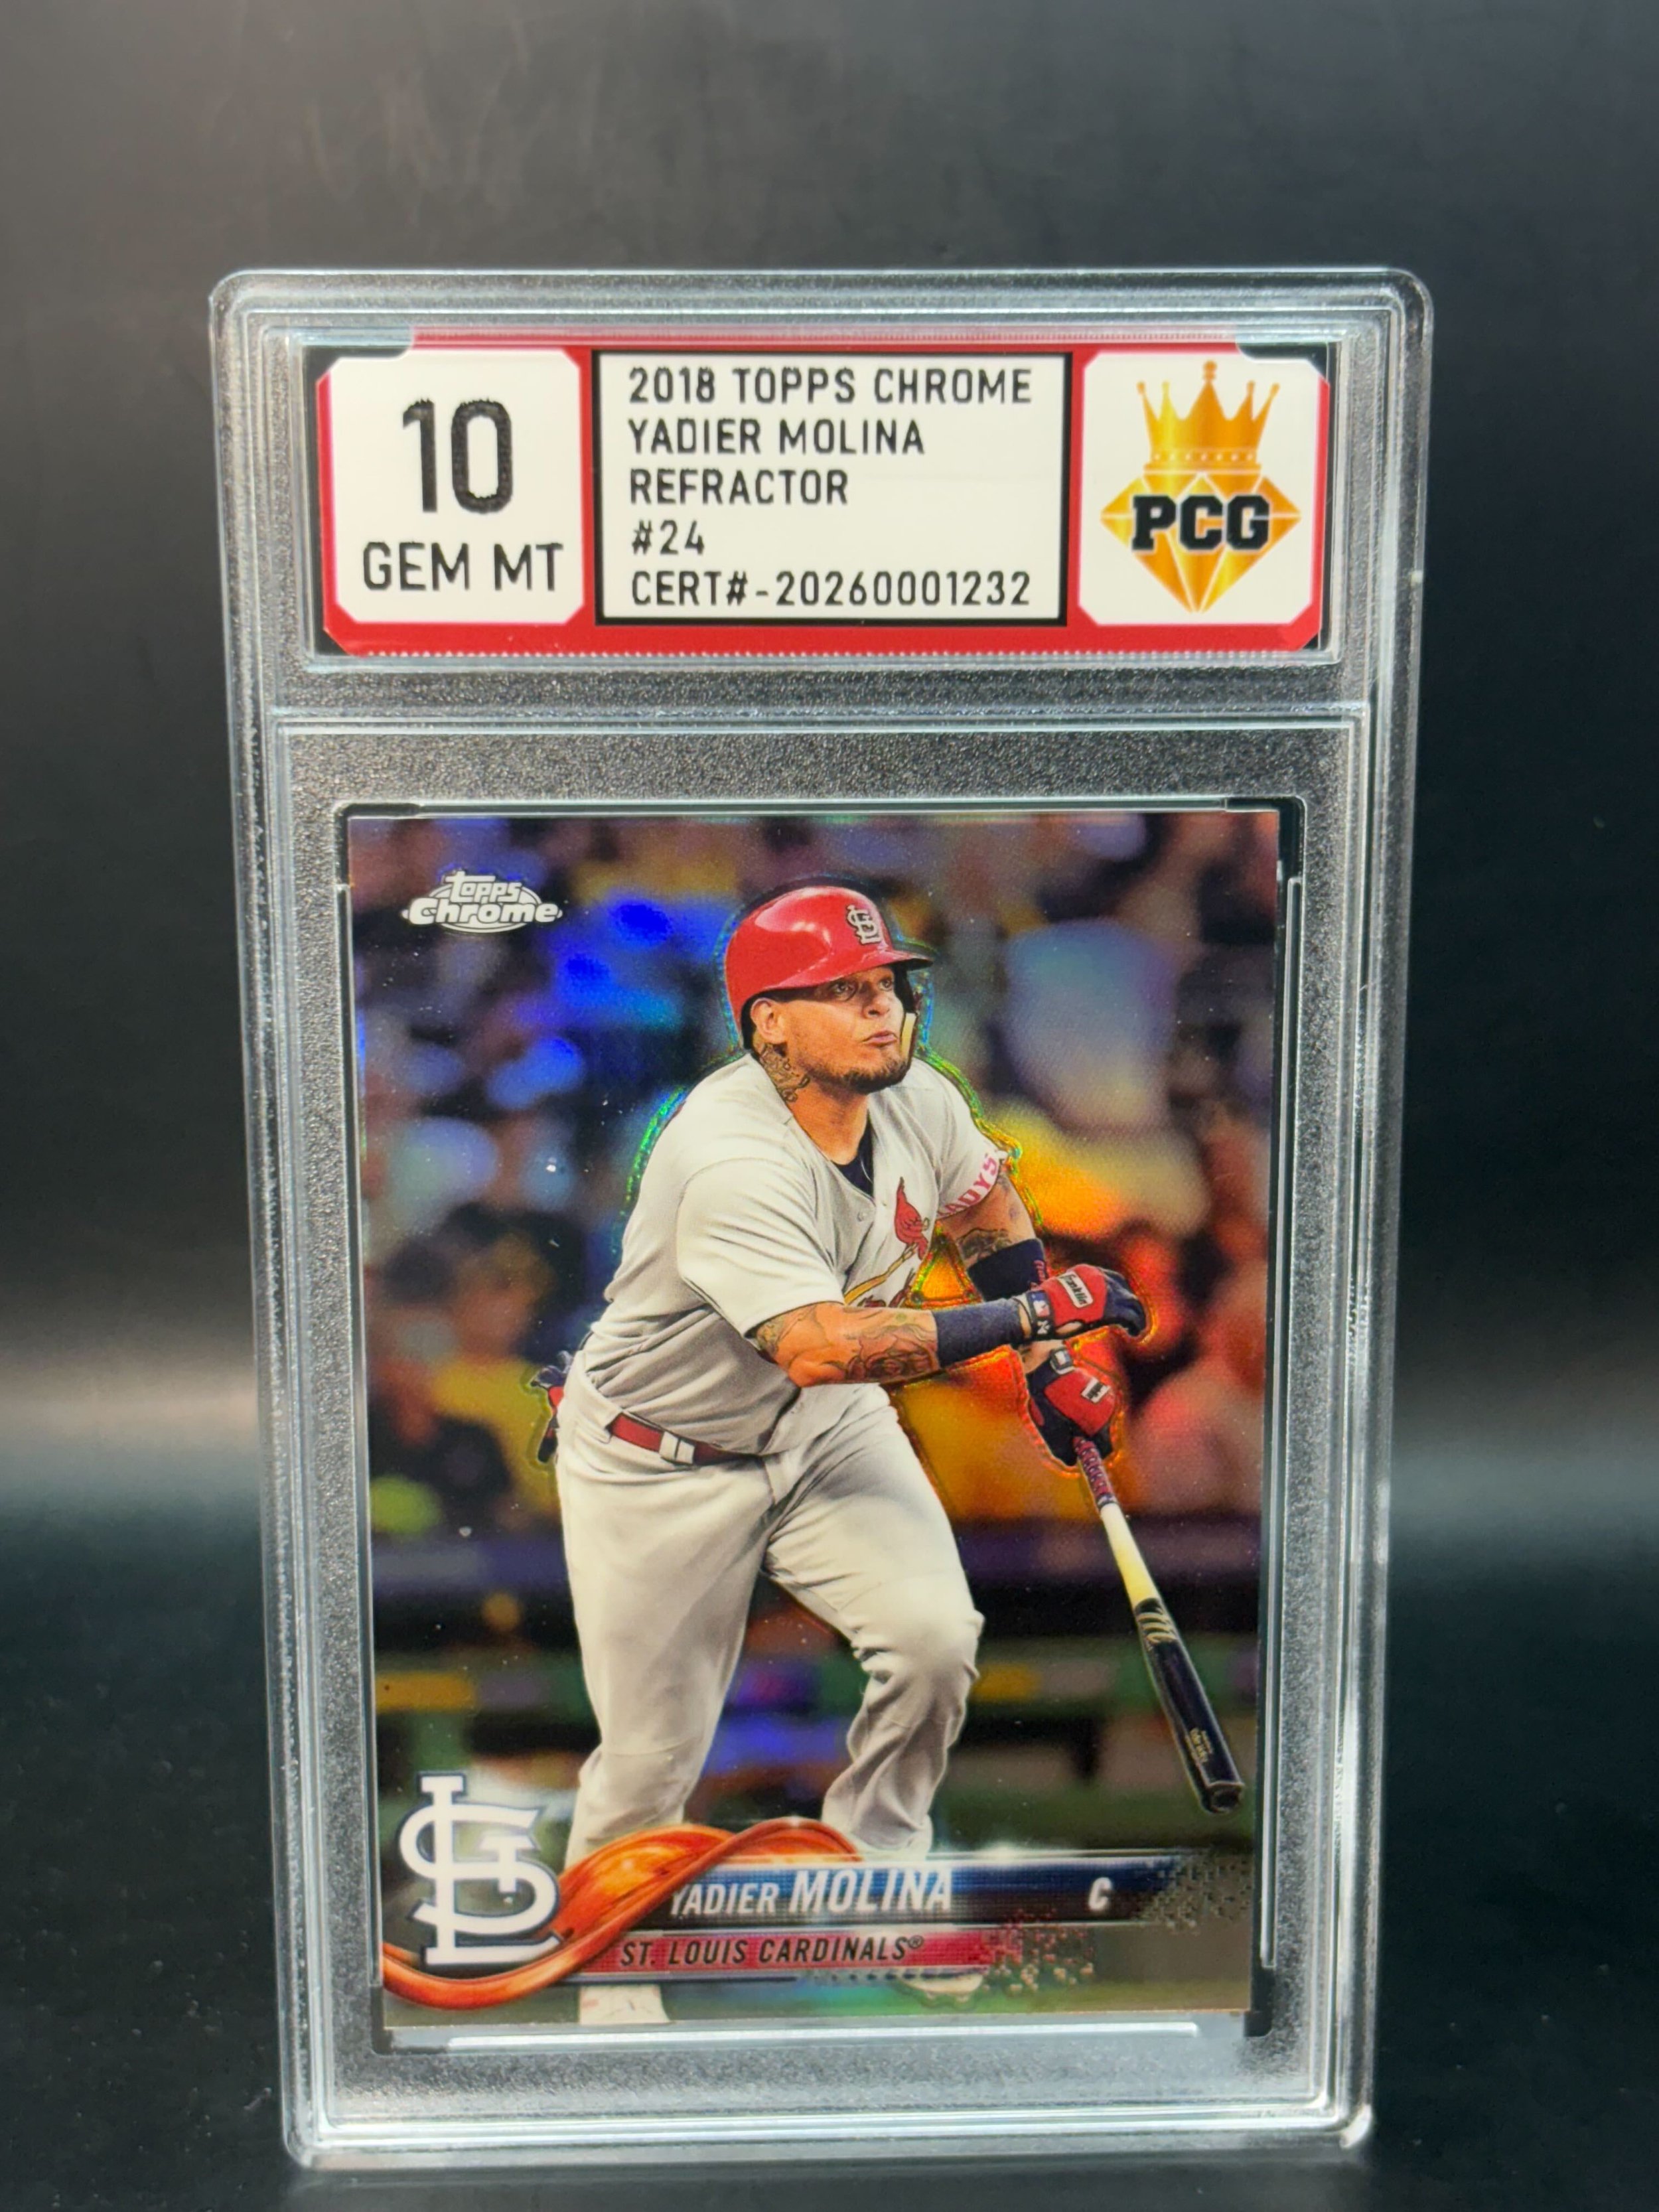 10
GEM MT
2018 TOPPS CHROME
YADIER MOLINA
REFRACTOR
#24
CERT#-20260001232
PCG
topps
Chrome
Franklin
YADIER MOLINA
C
ST. LOUIS CARDINALS®